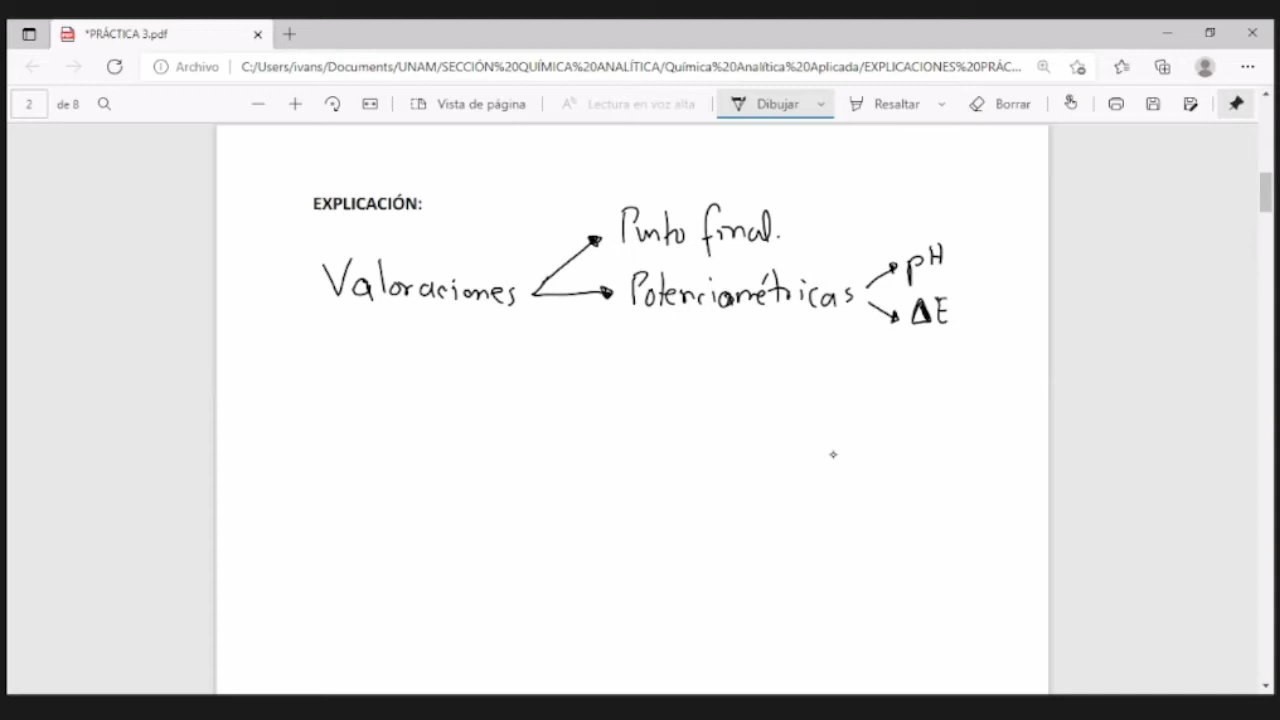 *PRÁCTICA 3.pdf
Archivo C:/Users/ivans/Documents/UNAM/SECCIÓN%20QUÍMICA%20ANALÍTICA/Química%20Analítica%20Aplicada/EXPLICACIONES%20PRÁC...
2 de 8 Vista de página Lectura en voz alta Dibujar Resaltar Borrar
EXPLICACIÓN:
Punto final.
Valoraciones Potenciométricas pH
ΔE